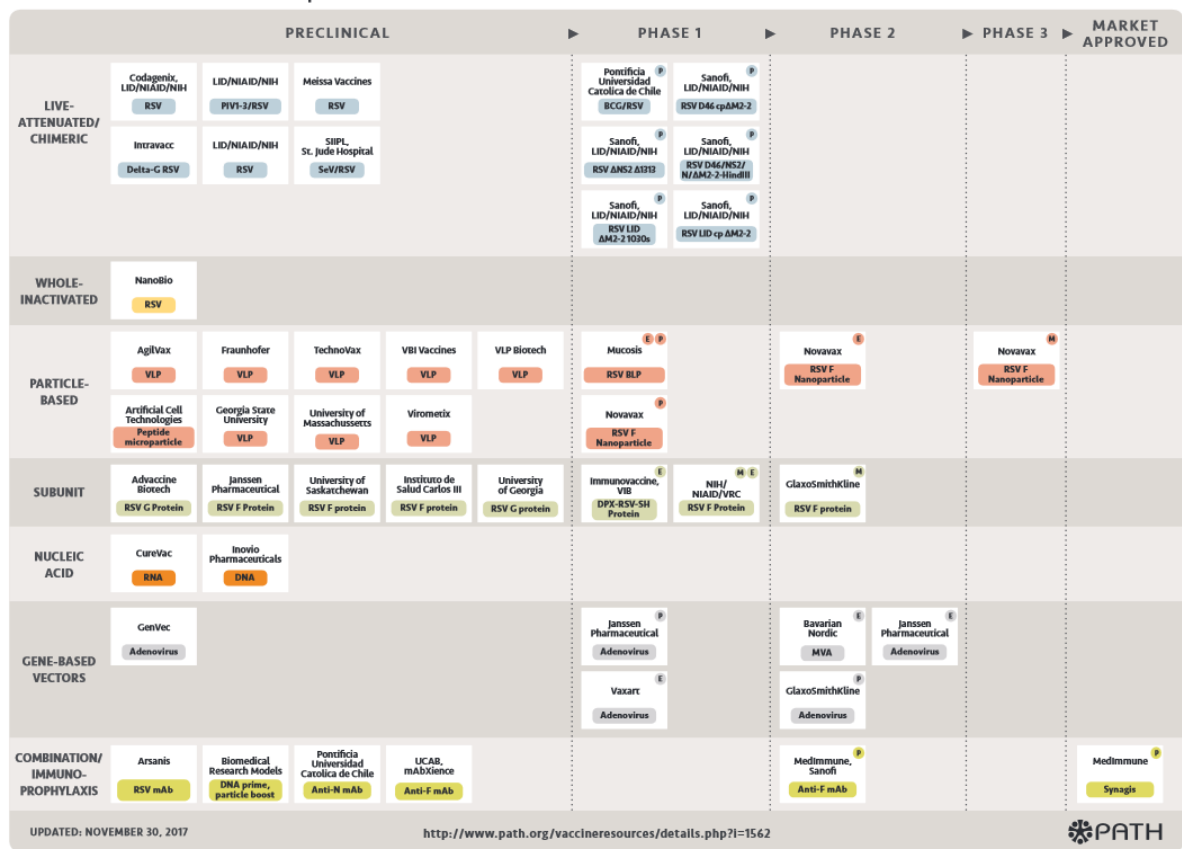 PRECLINICAL ▶ PHASE 1 ▶ PHASE 2 ▶ PHASE 3 ▶ MARKET APPROVED
LIVE-
ATTENUATED/
CHIMERIC
Codagenix,
LID/NIAID/NIH
RSV
LID/NIAID/NIH
PIV1-3/RSV
Meissa Vaccines
RSV
Intravacc
Delta-G RSV
LID/NIAID/NIH
RSV
SIIPL,
St. Jude Hospital
SeV/RSV
Pontificia
Universidad
Catolica de Chile
P
BCG/RSV
Sanofi,
LID/NIAID/NIH
P
RSV D46 cpΔM2-2
Sanofi,
LID/NIAID/NIH
P
RSV ΔNS2 Δ1313
Sanofi,
LID/NIAID/NIH
P
RSV D46/NS2/
N/ΔM2-2-HindIII
Sanofi,
LID/NIAID/NIH
P
RSV LID
ΔM2-2 1030s
Sanofi,
LID/NIAID/NIH
P
RSV LID cp ΔM2-2
WHOLE-
INACTIVATED
NanoBio
RSV
PARTICLE-
BASED
AgilVax
VLP
Fraunhofer
VLP
TechnoVax
VLP
VBI Vaccines
VLP
VLP Biotech
VLP
Artificial Cell
Technologies
Peptide
microparticle
Georgia State
University
VLP
University of
Massachussetts
VLP
Virometix
VLP
Mucosis
E P
RSV BLP
Novavax
P
RSV F
Nanoparticle
Novavax
E
RSV F
Nanoparticle
Novavax
M
RSV F
Nanoparticle
SUBUNIT
Advaccine
Biotech
RSV G Protein
Janssen
Pharmaceutical
RSV F Protein
University of
Saskatchewan
RSV F protein
Instituto de
Salud Carlos III
RSV F protein
University
of Georgia
RSV G protein
Immunovaccine,
VIB
E
DPX-RSV-SH
Protein
NIH/
NIAID/VRC
M E
RSV F Protein
GlaxoSmithKline
M
RSV F protein
NUCLEIC
ACID
CureVac
RNA
Inovio
Pharmaceuticals
DNA
GENE-BASED
VECTORS
GenVec
Adenovirus
Janssen
Pharmaceutical
P
Adenovirus
Vaxart
E
Adenovirus
Bavarian
Nordic
E
MVA
Janssen
Pharmaceutical
E
Adenovirus
GlaxoSmithKline
P
Adenovirus
COMBINATION/
IMMUNO-
PROPHYLAXIS
Arsanis
RSV mAb
Biomedical
Research Models
DNA prime,
particle boost
Pontificia
Universidad
Catolica de Chile
Anti-N mAb
UCAB,
mAbXience
Anti-F mAb
MedImmune,
Sanofi
P
Anti-F mAb
MedImmune
P
Synagis
UPDATED: NOVEMBER 30, 2017
http://www.path.org/vaccineresources/details.php?i=1562
PATH